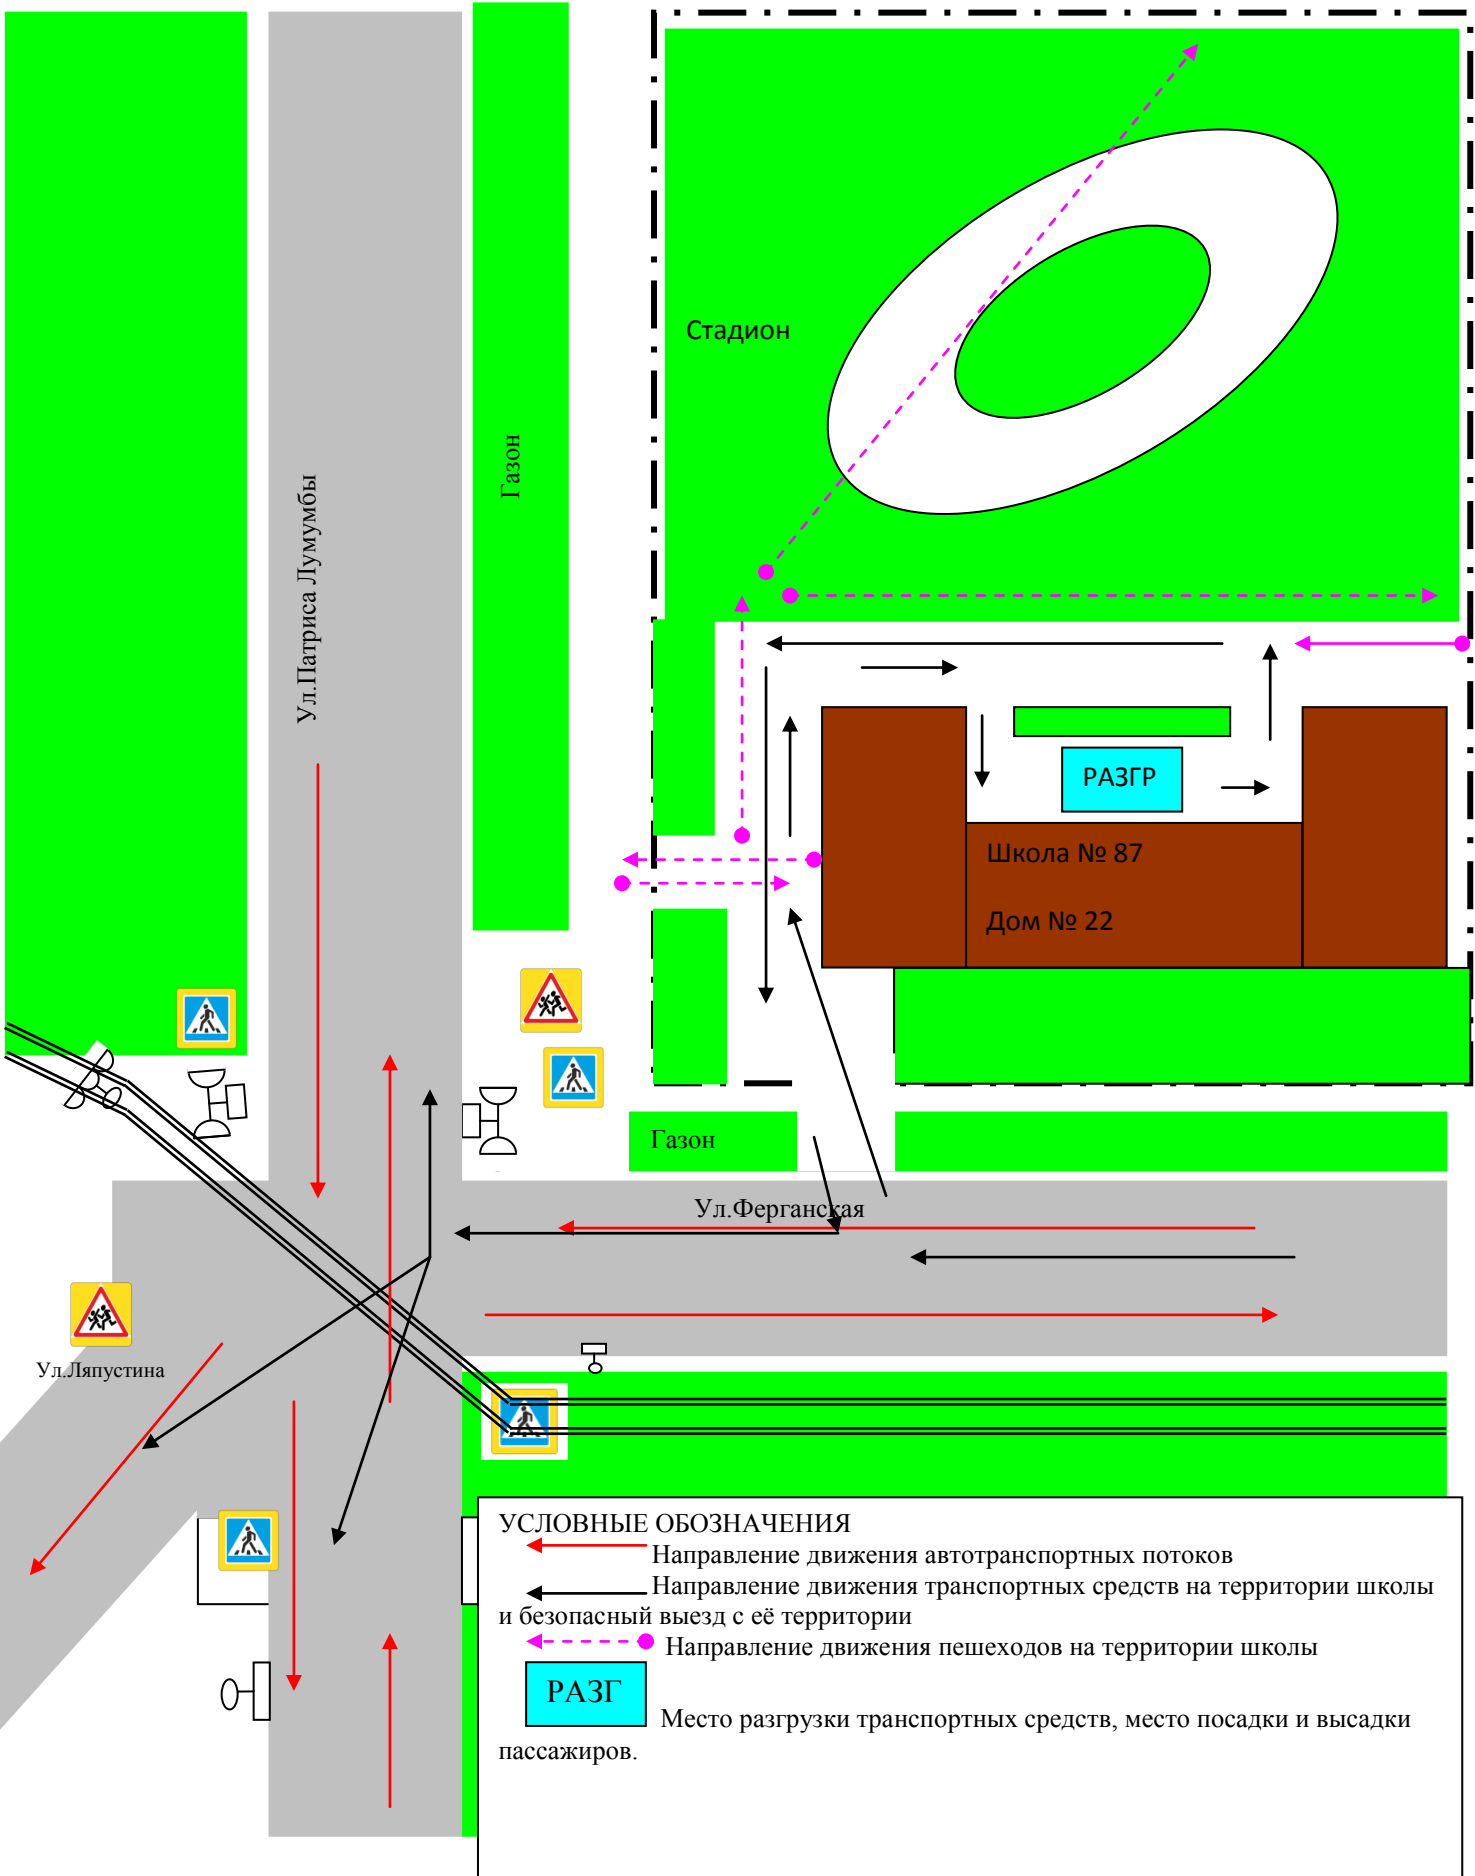 Стадион
Газон
Ул.Патриса Лумумбы
РАЗГР
Школа № 87
Дом № 22
Газон
Ул.Ферганская
Ул.Ляпустина
УСЛОВНЫЕ ОБОЗНАЧЕНИЯ
Направление движения автотранспортных потоков
Направление движения транспортных средств на территории школы
и безопасный выезд с её территории
Направление движения пешеходов на территории школы
РАЗГ
Место разгрузки транспортных средств, место посадки и высадки
пассажиров.